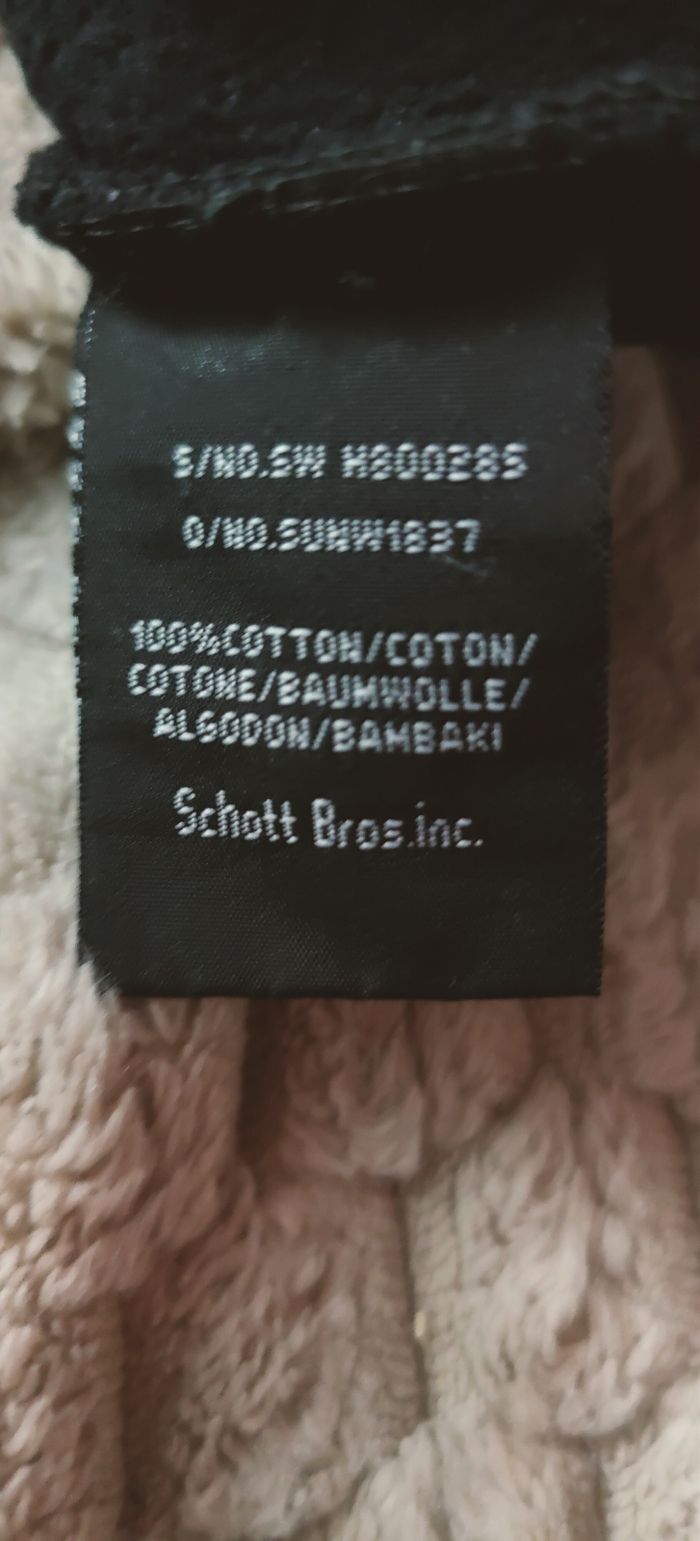 S/NO.SW H800285
O/NO.SUNW1837
100%COTTON/COTON/
COTONE/BAUMWOLLE/
ALGODON/BAMBAKI
Schott Bros.inc.